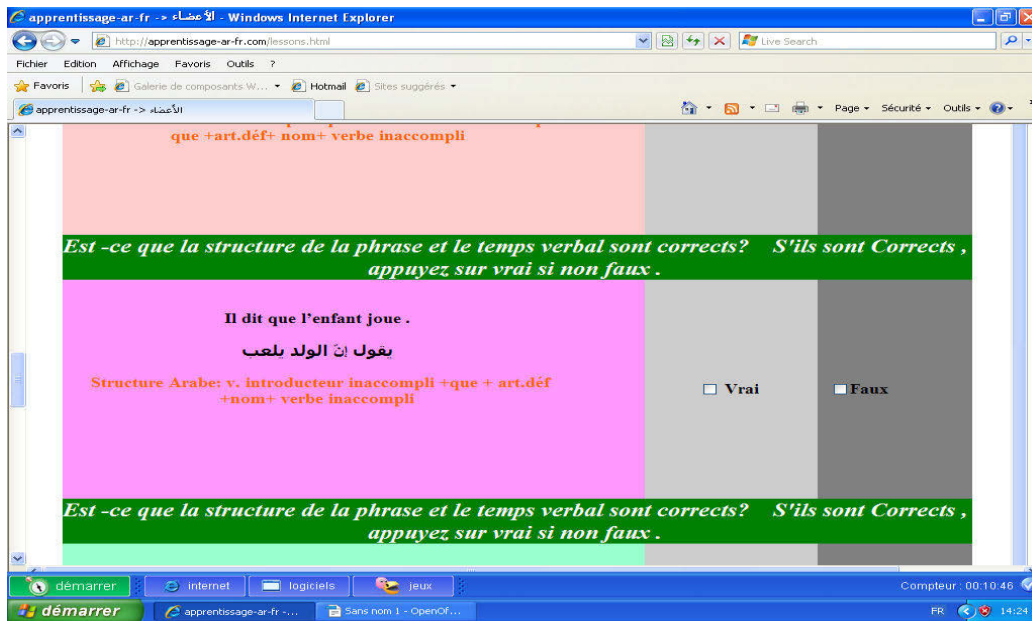 apprentissage-ar-fr -> الأعضاء - Windows Internet Explorer
http://apprentissage-ar-fr.com/lessons.html
Live Search
Fichier Edition Affichage Favoris Outils ?
Favoris Galerie de composants W... Hotmail Sites suggérés
apprentissage-ar-fr -> الأعضاء
Page Sécurité Outils
que +art.déf+ nom+ verbe inaccompli
Est -ce que la structure de la phrase et le temps verbal sont corrects? S'ils sont Corrects ,
appuyez sur vrai si non faux .
Il dit que l'enfant joue .
يقول إنّ الولد يلعب
Structure Arabe: v. introducteur inaccompli +que + art.déf
+nom+ verbe inaccompli
Vrai Faux
Est -ce que la structure de la phrase et le temps verbal sont corrects? S'ils sont Corrects ,
appuyez sur vrai si non faux .
démarrer internet logiciels jeux Compteur : 00:10:46
démarrer apprentissage-ar-fr -... Sans nom 1 - OpenOf... FR 14:24